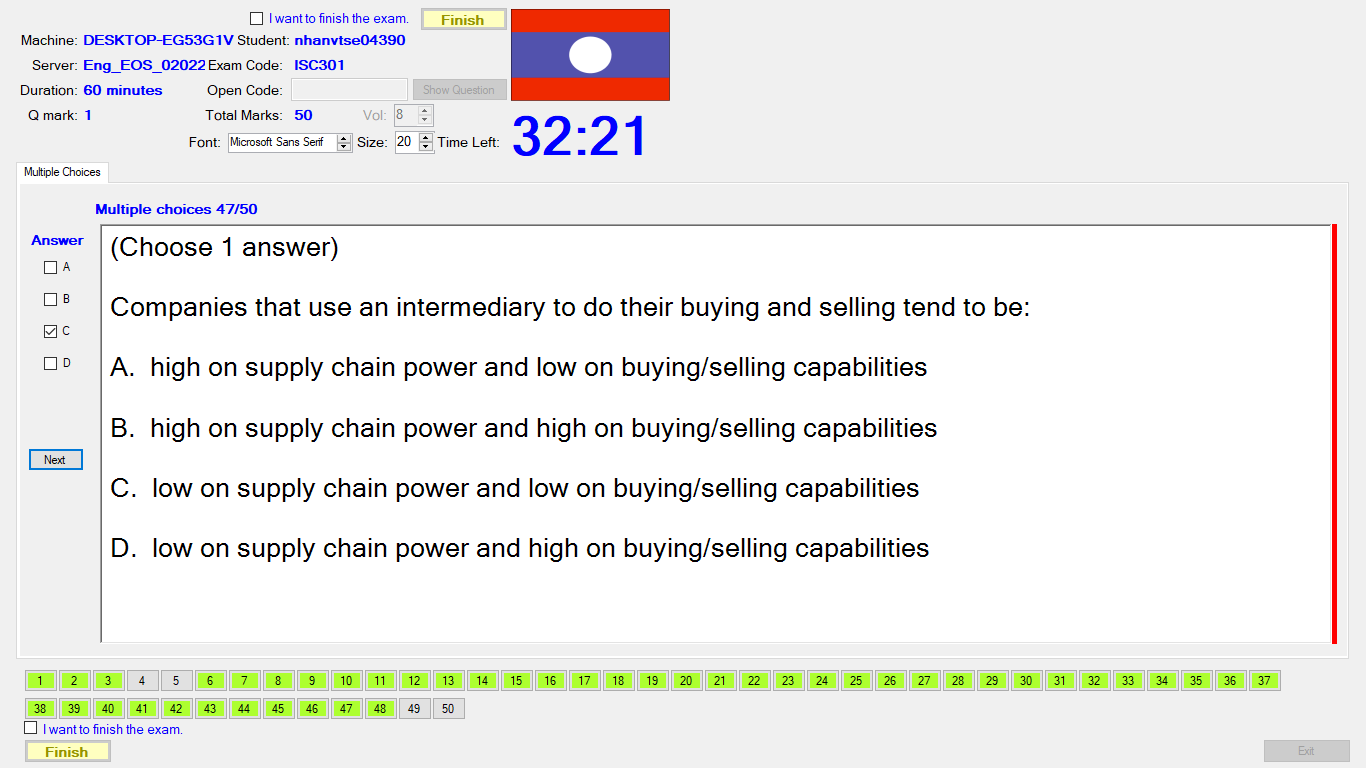 I want to finish the exam. Finish
Machine: DESKTOP-EG53G1V Student: nhanvtse04390
Server: Eng_EOS_02022 Exam Code: ISC301
Duration: 60 minutes Open Code: Show Question
Q mark: 1 Total Marks: 50 Vol: 8
Font: Microsoft Sans Serif Size: 20 Time Left: 32:21
Multiple Choices
Multiple choices 47/50
Answer
A
B
C
D
Next
(Choose 1 answer)
Companies that use an intermediary to do their buying and selling tend to be:
A. high on supply chain power and low on buying/selling capabilities
B. high on supply chain power and high on buying/selling capabilities
C. low on supply chain power and low on buying/selling capabilities
D. low on supply chain power and high on buying/selling capabilities
1 2 3 4 5 6 7 8 9 10 11 12 13 14 15 16 17 18 19 20 21 22 23 24 25 26 27 28 29 30 31 32 33 34 35 36 37
38 39 40 41 42 43 44 45 46 47 48 49 50
I want to finish the exam.
Finish Exit